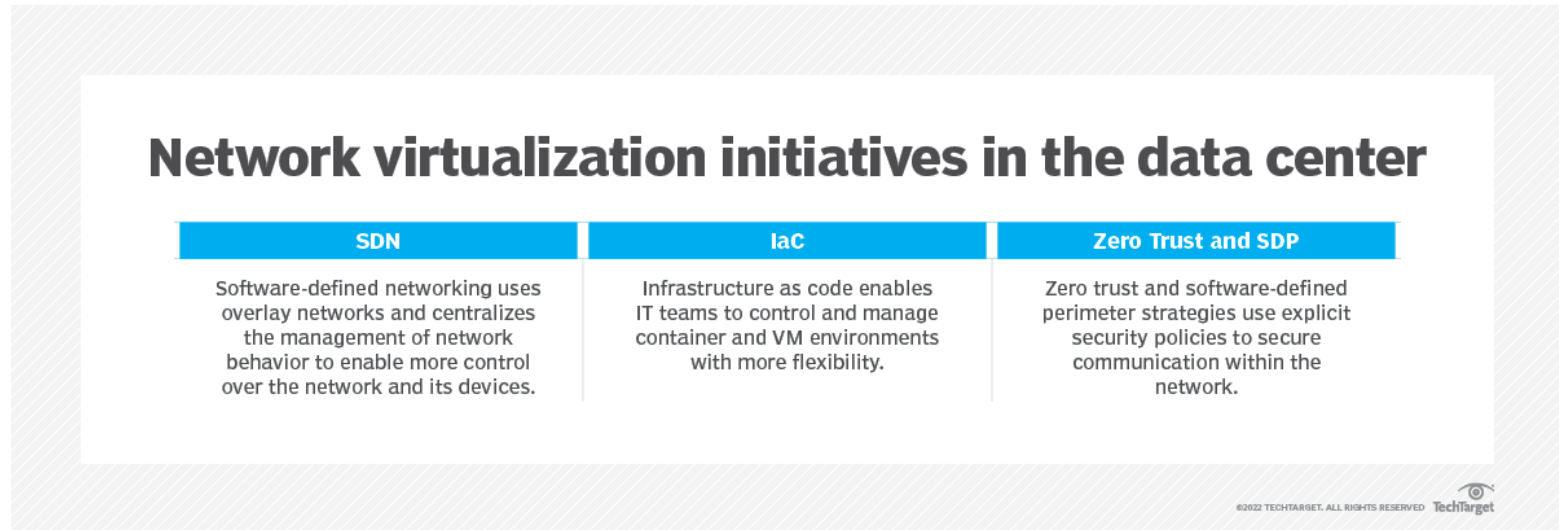 Network virtualization initiatives in the data center
SDN
Software-defined networking uses
overlay networks and centralizes
the management of network
behavior to enable more control
over the network and its devices.
IaC
Infrastructure as code enables
IT teams to control and manage
container and VM environments
with more flexibility.
Zero Trust and SDP
Zero trust and software-defined
perimeter strategies use explicit
security policies to secure
communication within the
network.
©2022 TECHTARGET. ALL RIGHTS RESERVED TechTarget